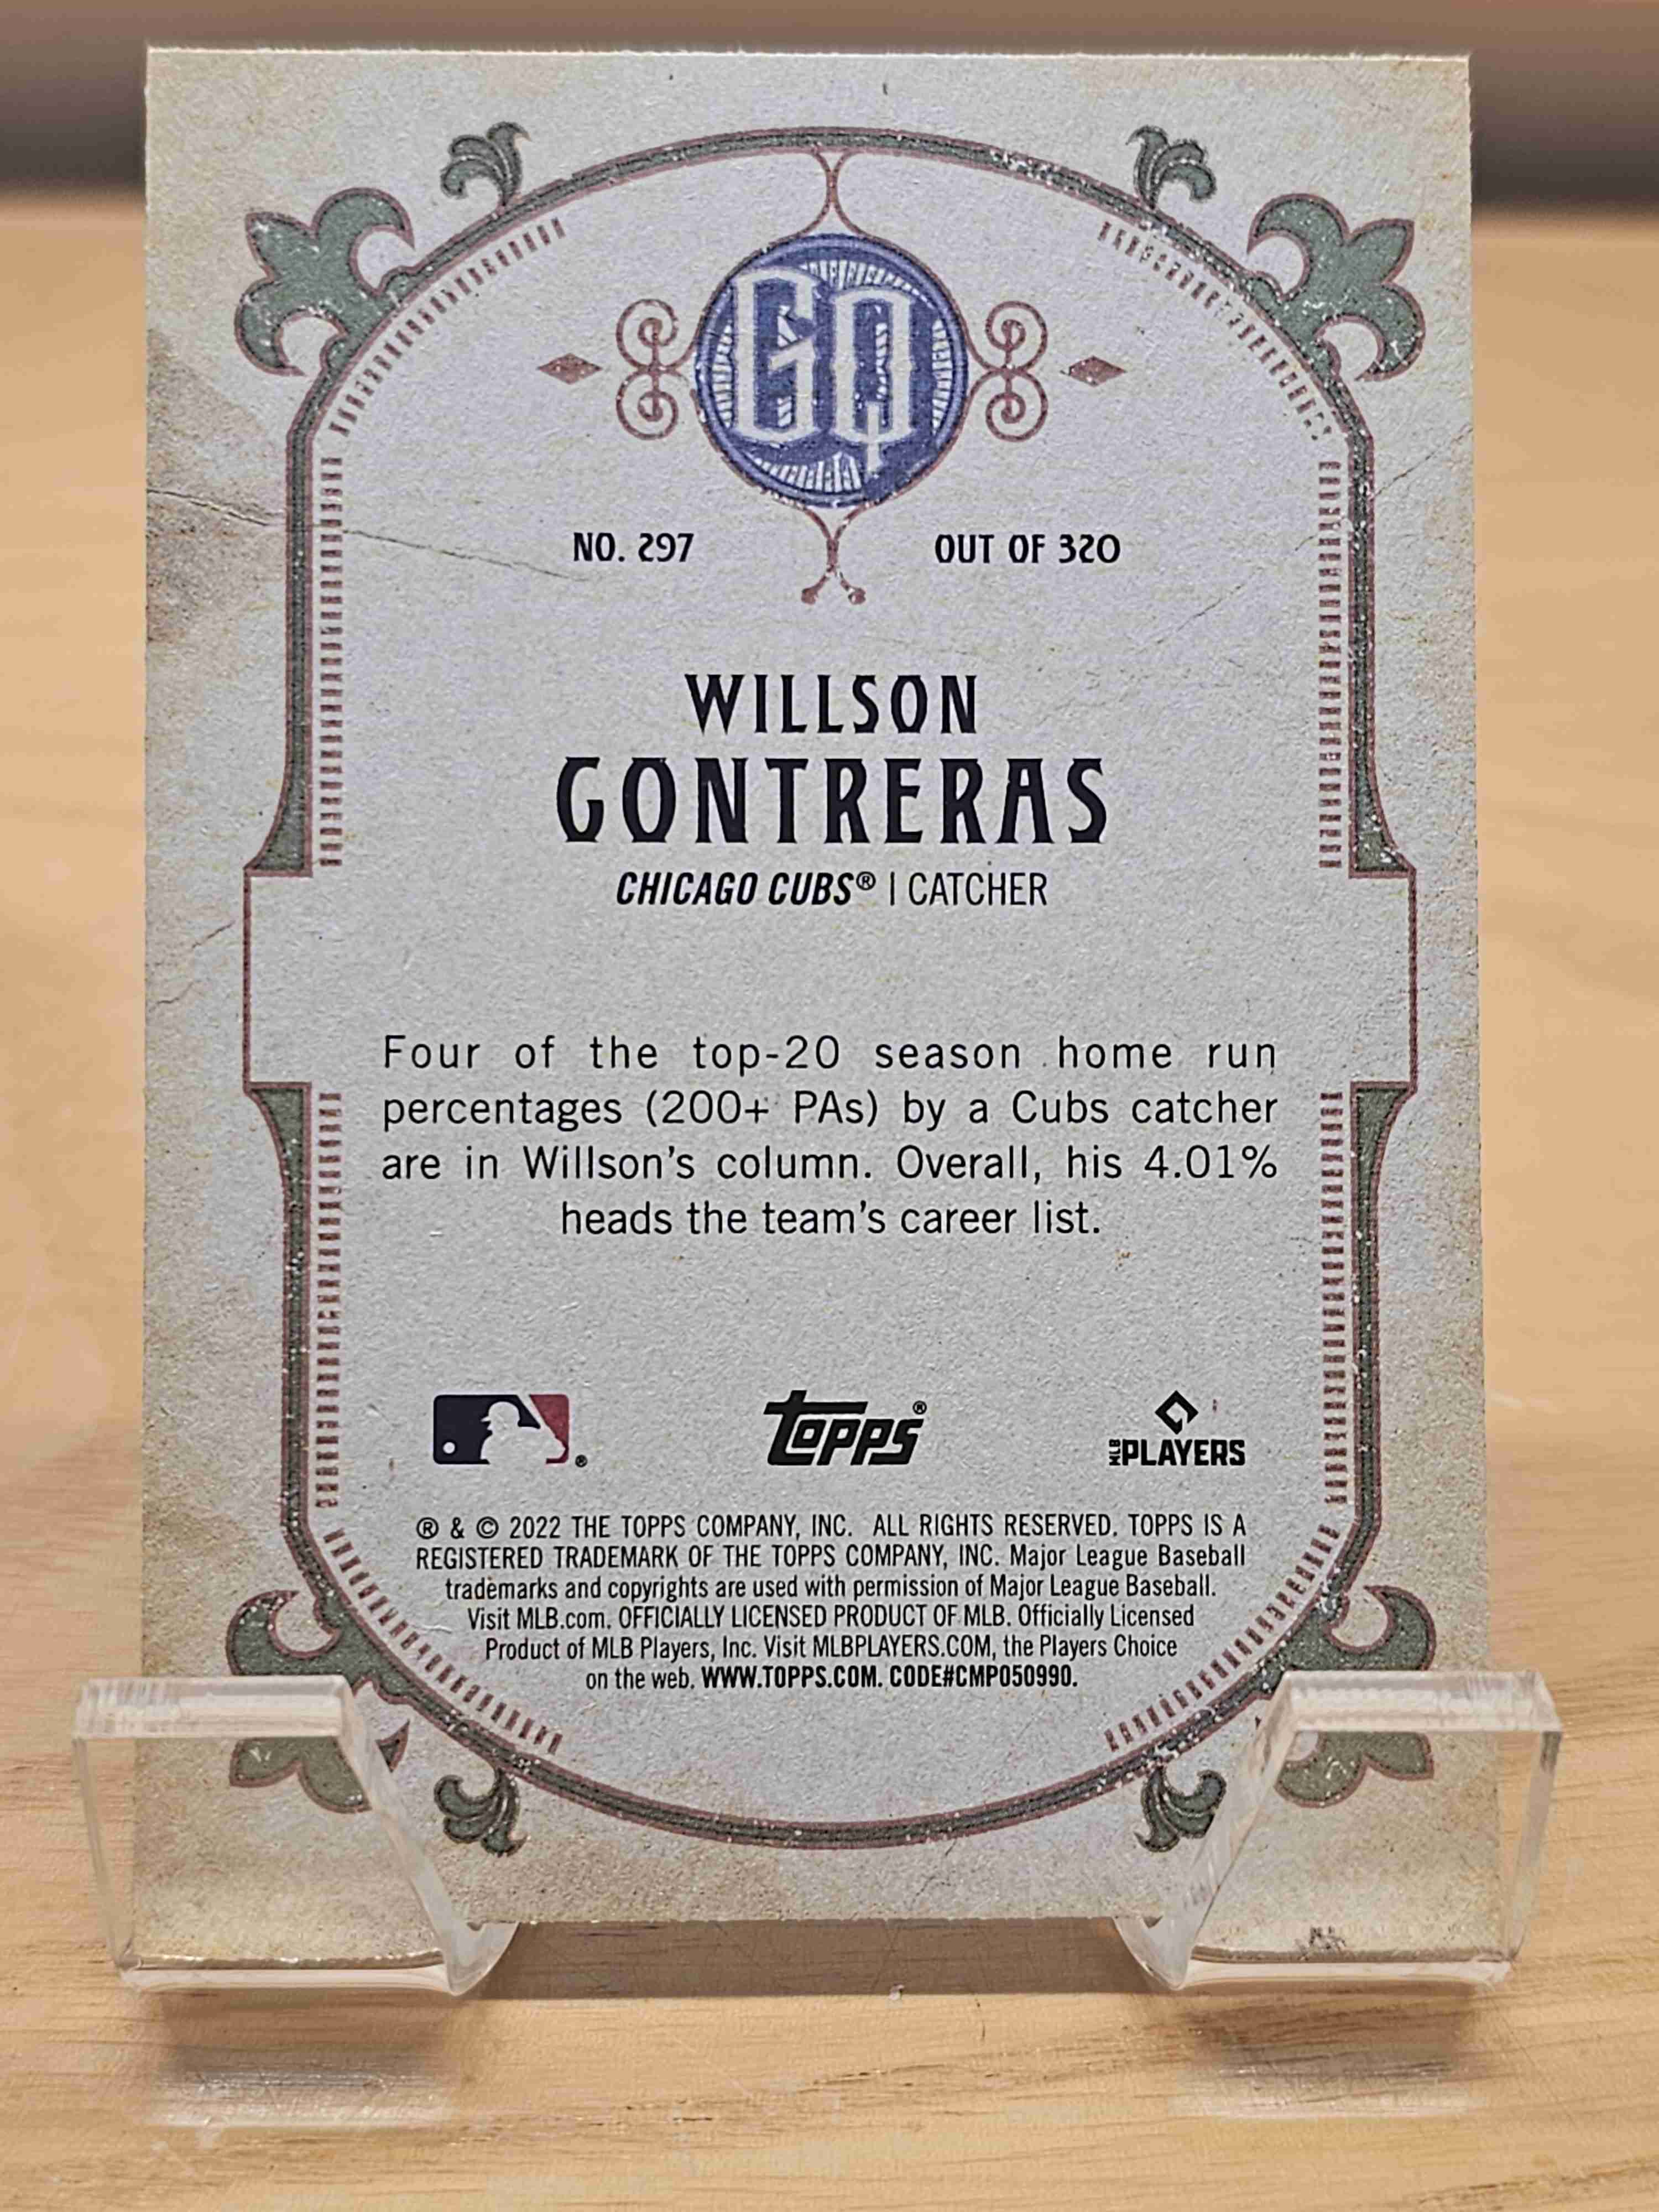 GQ
NO. 297 OUT OF 320
WILLSON
CONTRERAS
CHICAGO CUBS® | CATCHER
Four of the top-20 season home run
percentages (200+ PAs) by a Cubs catcher
are in Willson's column. Overall, his 4.01%
heads the team's career list.
® topps® MLB PLAYERS
® & © 2022 THE TOPPS COMPANY, INC. ALL RIGHTS RESERVED. TOPPS IS A
REGISTERED TRADEMARK OF THE TOPPS COMPANY, INC. Major League Baseball
trademarks and copyrights are used with permission of Major League Baseball.
Visit MLB.com. OFFICIALLY LICENSED PRODUCT OF MLB. Officially Licensed
Product of MLB Players, Inc. Visit MLBPLAYERS.COM, the Players Choice
on the web. WWW.TOPPS.COM. CODE#CMP050990.